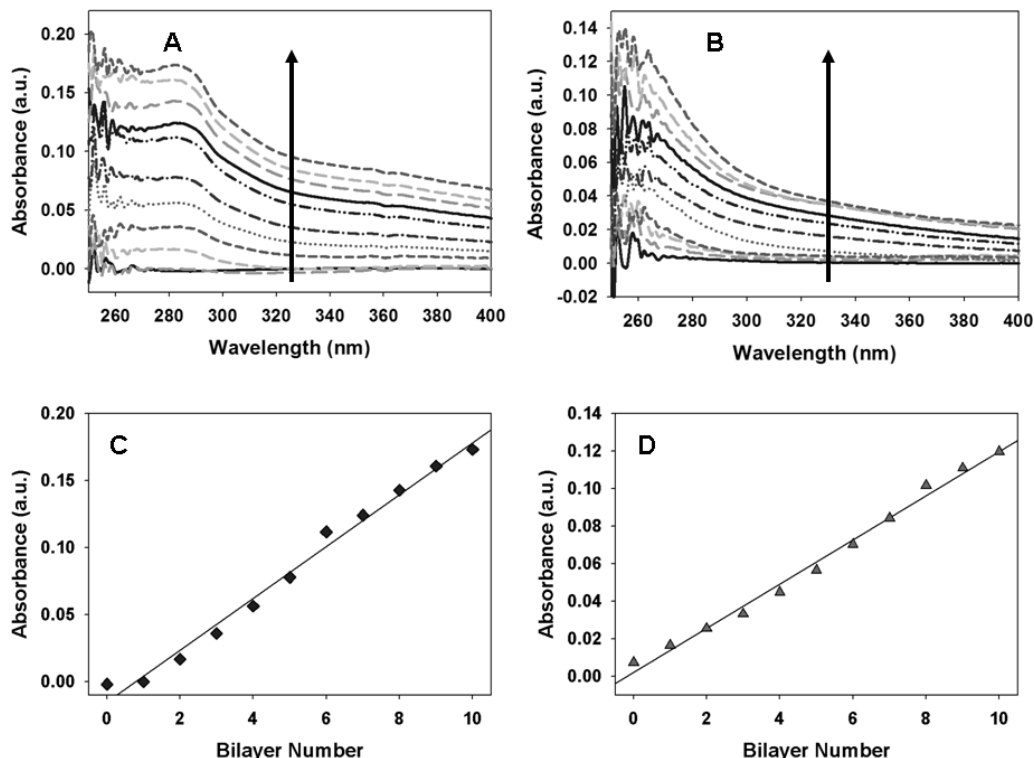 A
Absorbance (a.u.)
0.20
0.15
0.10
0.05
0.00
260 280 300 320 340 360 380 400
Wavelength (nm)
B
Absorbance (a.u.)
0.14
0.12
0.10
0.08
0.06
0.04
0.02
0.00
-0.02
260 280 300 320 340 360 380 400
Wavelength (nm)
C
Absorbance (a.u.)
0.20
0.15
0.10
0.05
0.00
0 2 4 6 8 10
Bilayer Number
D
Absorbance (a.u.)
0.14
0.12
0.10
0.08
0.06
0.04
0.02
0.00
0 2 4 6 8 10
Bilayer Number